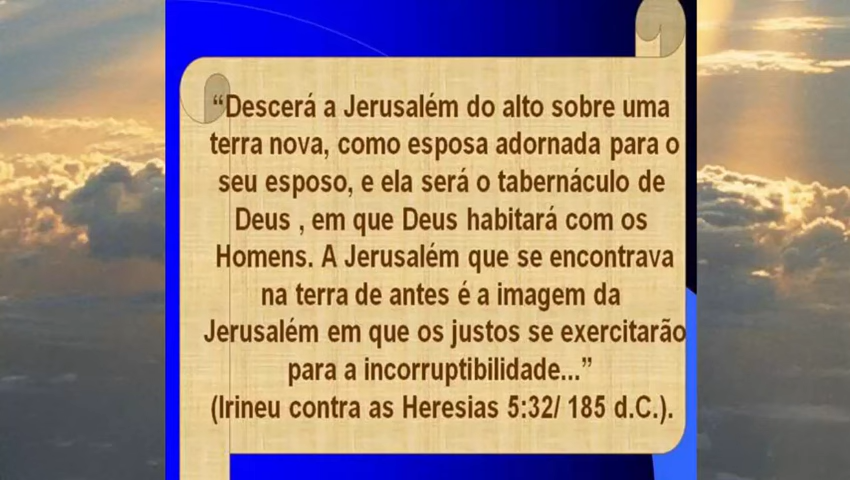 “Descerá a Jerusalém do alto sobre uma
terra nova, como esposa adornada para o
seu esposo, e ela será o tabernáculo de
Deus , em que Deus habitará com os
Homens. A Jerusalém que se encontrava
na terra de antes é a imagem da
Jerusalém em que os justos se exercitarão
para a incorruptibilidade...”
(Irineu contra as Heresias 5:32/ 185 d.C.).